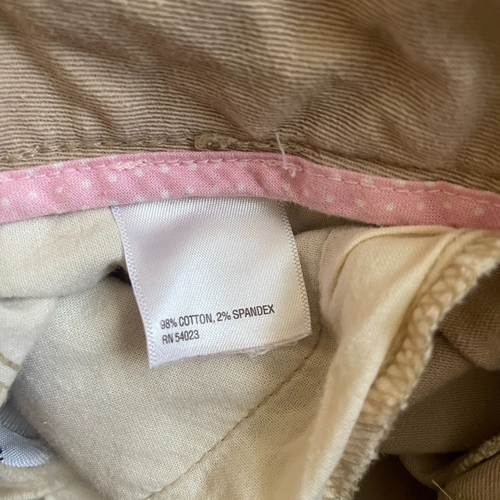 98% COTTON, 2% SPANDEX
RN 54023